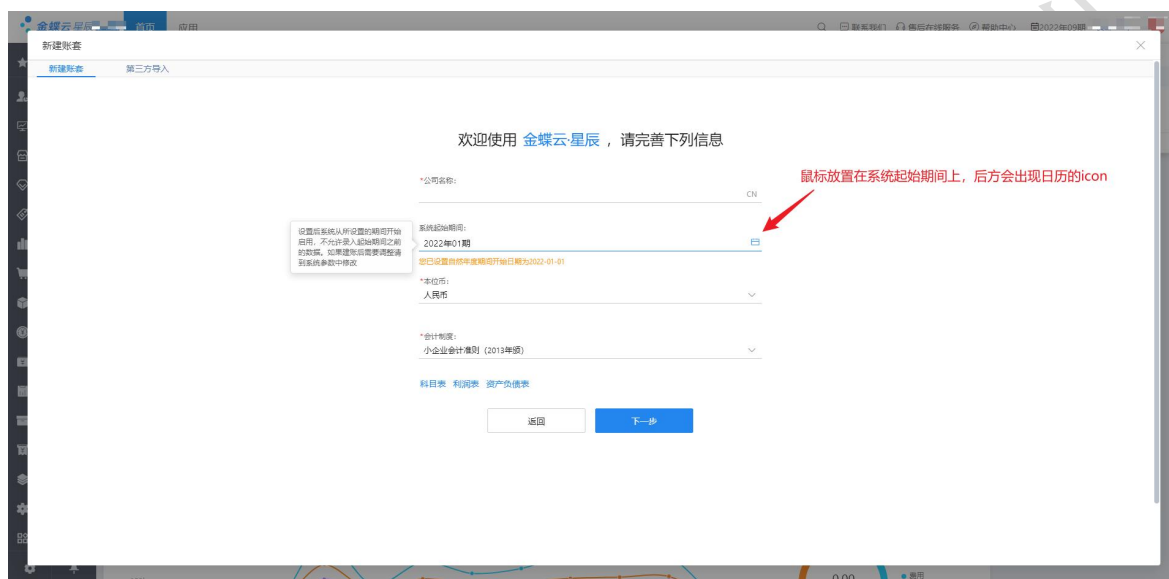 金蝶云·星辰
首页
应用
联系我们
售后在线服务
帮助中心
2022年09期
新建账套
新建账套
第三方导入
欢迎使用 金蝶云·星辰 ，请完善下列信息
*公司名称:
CN
鼠标放置在系统起始期间上，后方会出现日历的icon
系统起始期间:
2022年01期
设置后系统从所设置的期间开始
启用，不允许录入起始期间之前
的数据。如果建账后需要调整请
到系统参数中修改
您已设置自然年度期间开始日期为2022-01-01
*本位币:
人民币
*会计制度:
小企业会计准则（2013年颁）
科目表 利润表 资产负债表
返回
下一步
0.00
费用